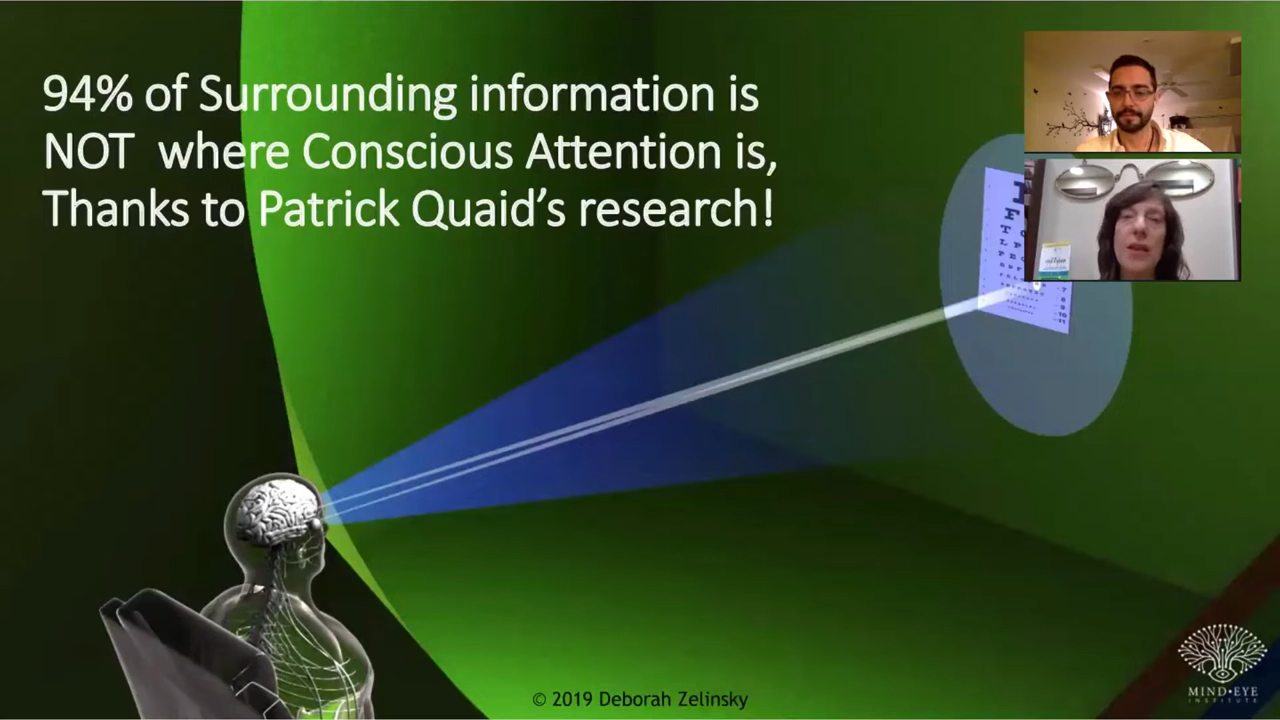 94% of Surrounding information is
NOT where Conscious Attention is,
Thanks to Patrick Quaid's research!
F
T
L P
P E C
© 2019 Deborah Zelinsky
MIND•EYE
INSTITUTE